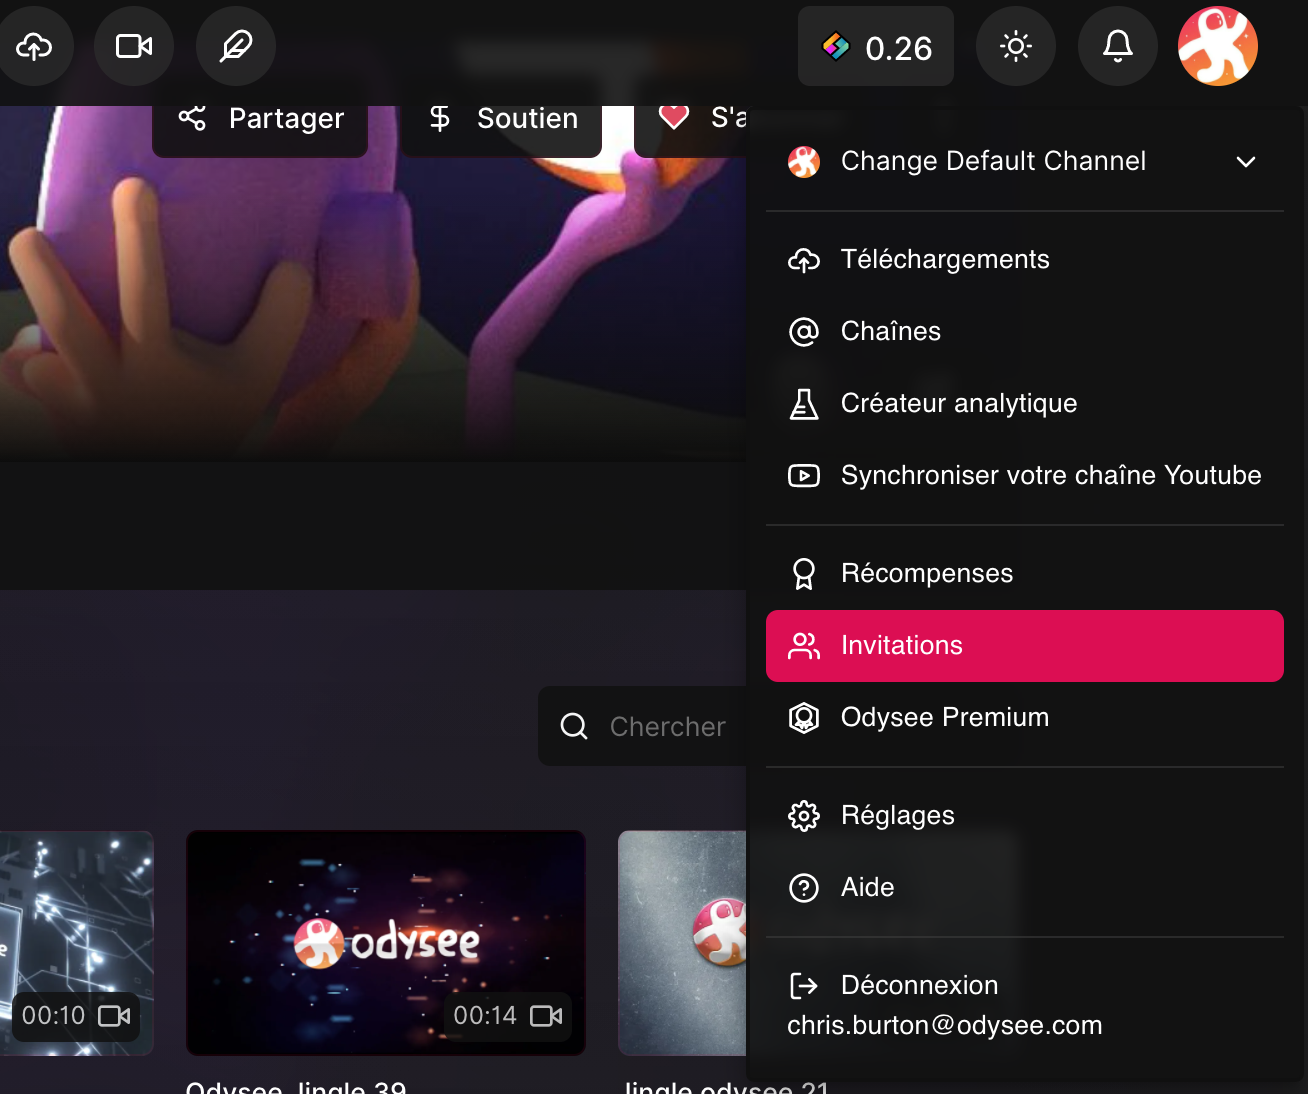 0.26
Partager
Soutien
S'a
Change Default Channel
Téléchargements
Chaînes
Créateur analytique
Synchroniser votre chaîne Youtube
Récompenses
Invitations
Odysee Premium
Chercher
Réglages
Aide
odysee
00:10
00:14
Déconnexion
chris.burton@odysee.com
Odysee Jingle 39
Jingle odysee 21